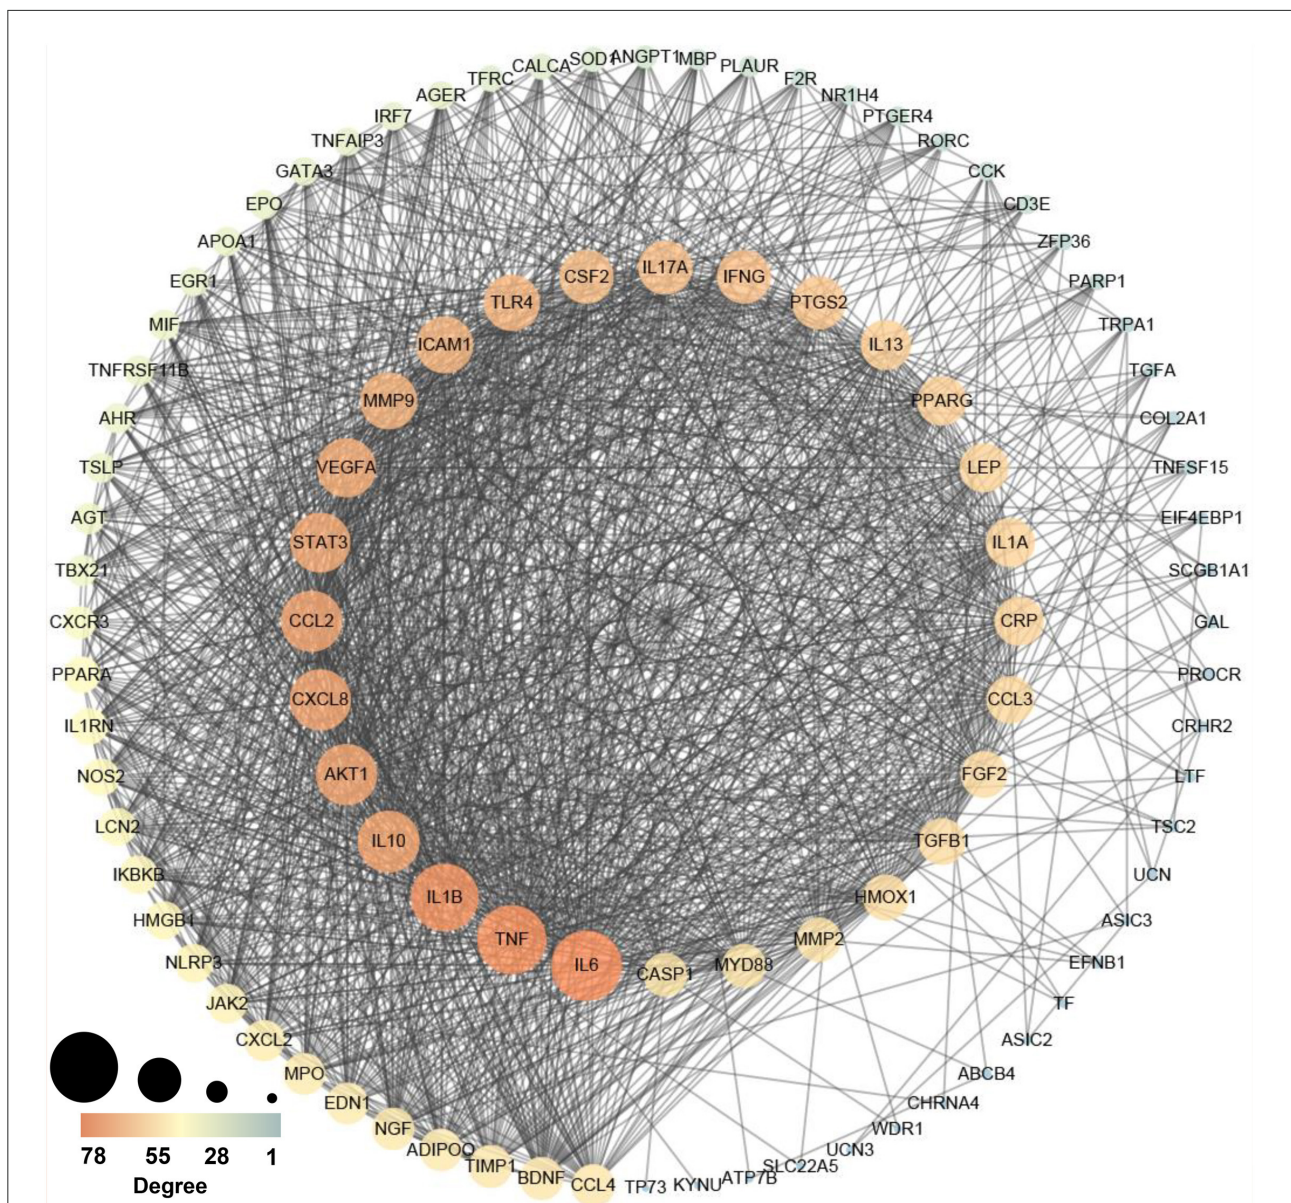 SOD1
ANGPT1
MBP
CALCA
PLAUR
TFRC
F2R
AGER
NR1H4
IRF7
PTGER4
TNFAIP3
RORC
GATA3
CCK
EPO
CD3E
APOA1
ZFP36
EGR1
PARP1
MIF
TRPA1
TNFRSF11B
TGFA
AHR
COL2A1
TSLP
TNFSF15
AGT
EIF4EBP1
TBX21
SCGB1A1
CXCR3
GAL
PPARA
PROCR
IL1RN
CRHR2
NOS2
LTF
LCN2
TSC2
IKBKB
UCN
HMGB1
ASIC3
NLRP3
EFNB1
JAK2
TF
CXCL2
ASIC2
MPO
ABCB4
EDN1
CHRNA4
NGF
WDR1
ADIPOQ
UCN3
TIMP1
SLC22A5
BDNF
ATP7B
CCL4
KYNU
TP73
IL17A
CSF2
IFNG
TLR4
PTGS2
ICAM1
IL13
MMP9
PPARG
VEGFA
LEP
STAT3
IL1A
CCL2
CRP
CXCL8
CCL3
AKT1
FGF2
IL10
TGFB1
IL1B
HMOX1
TNF
MMP2
IL6
CASP1
MYD88
78 55 28 1
Degree